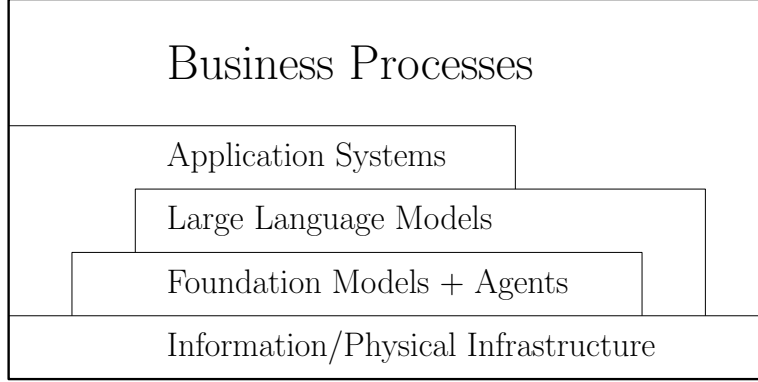 Business Processes
Application Systems
Large Language Models
Foundation Models + Agents
Information/Physical Infrastructure